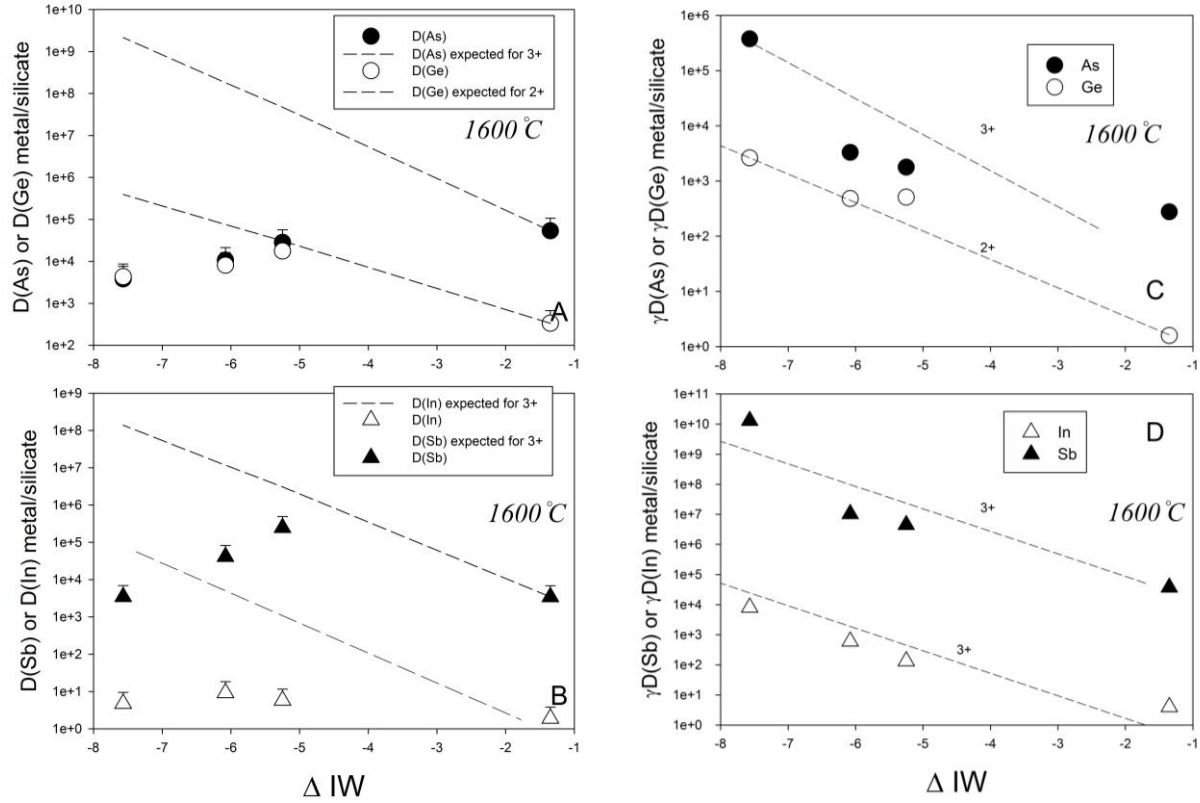 D(As) or D(Ge) metal/silicate
1e+10
1e+9
1e+8
1e+7
1e+6
1e+5
1e+4
1e+3
1e+2
D(As)
D(As) expected for 3+
D(Ge)
D(Ge) expected for 2+
1600°C
A
-8 -7 -6 -5 -4 -3 -2 -1
γD(As) or γD(Ge) metal/silicate
1e+6
1e+5
1e+4
1e+3
1e+2
1e+1
1e+0
As
Ge
1600°C
3+
2+
C
-8 -7 -6 -5 -4 -3 -2 -1
D(Sb) or D(In) metal/silicate
1e+9
1e+8
1e+7
1e+6
1e+5
1e+4
1e+3
1e+2
1e+1
1e+0
D(In) expected for 3+
D(In)
D(Sb) expected for 3+
D(Sb)
1600°C
B
-8 -7 -6 -5 -4 -3 -2 -1
Δ IW
γD(Sb) or γD(In) metal/silicate
1e+11
1e+10
1e+9
1e+8
1e+7
1e+6
1e+5
1e+4
1e+3
1e+2
1e+1
1e+0
In
Sb
D
1600°C
3+
3+
-8 -7 -6 -5 -4 -3 -2 -1
Δ IW